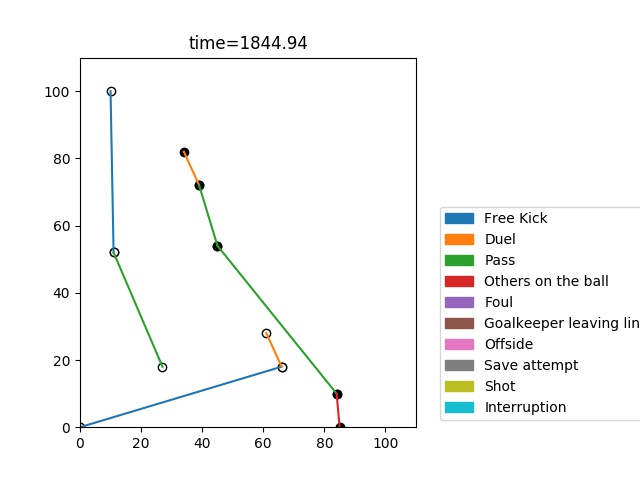 time=1844.94
100
80
60
40
20
0
0 20 40 60 80 100
Free Kick
Duel
Pass
Others on the ball
Foul
Goalkeeper leaving lin
Offside
Save attempt
Shot
Interruption